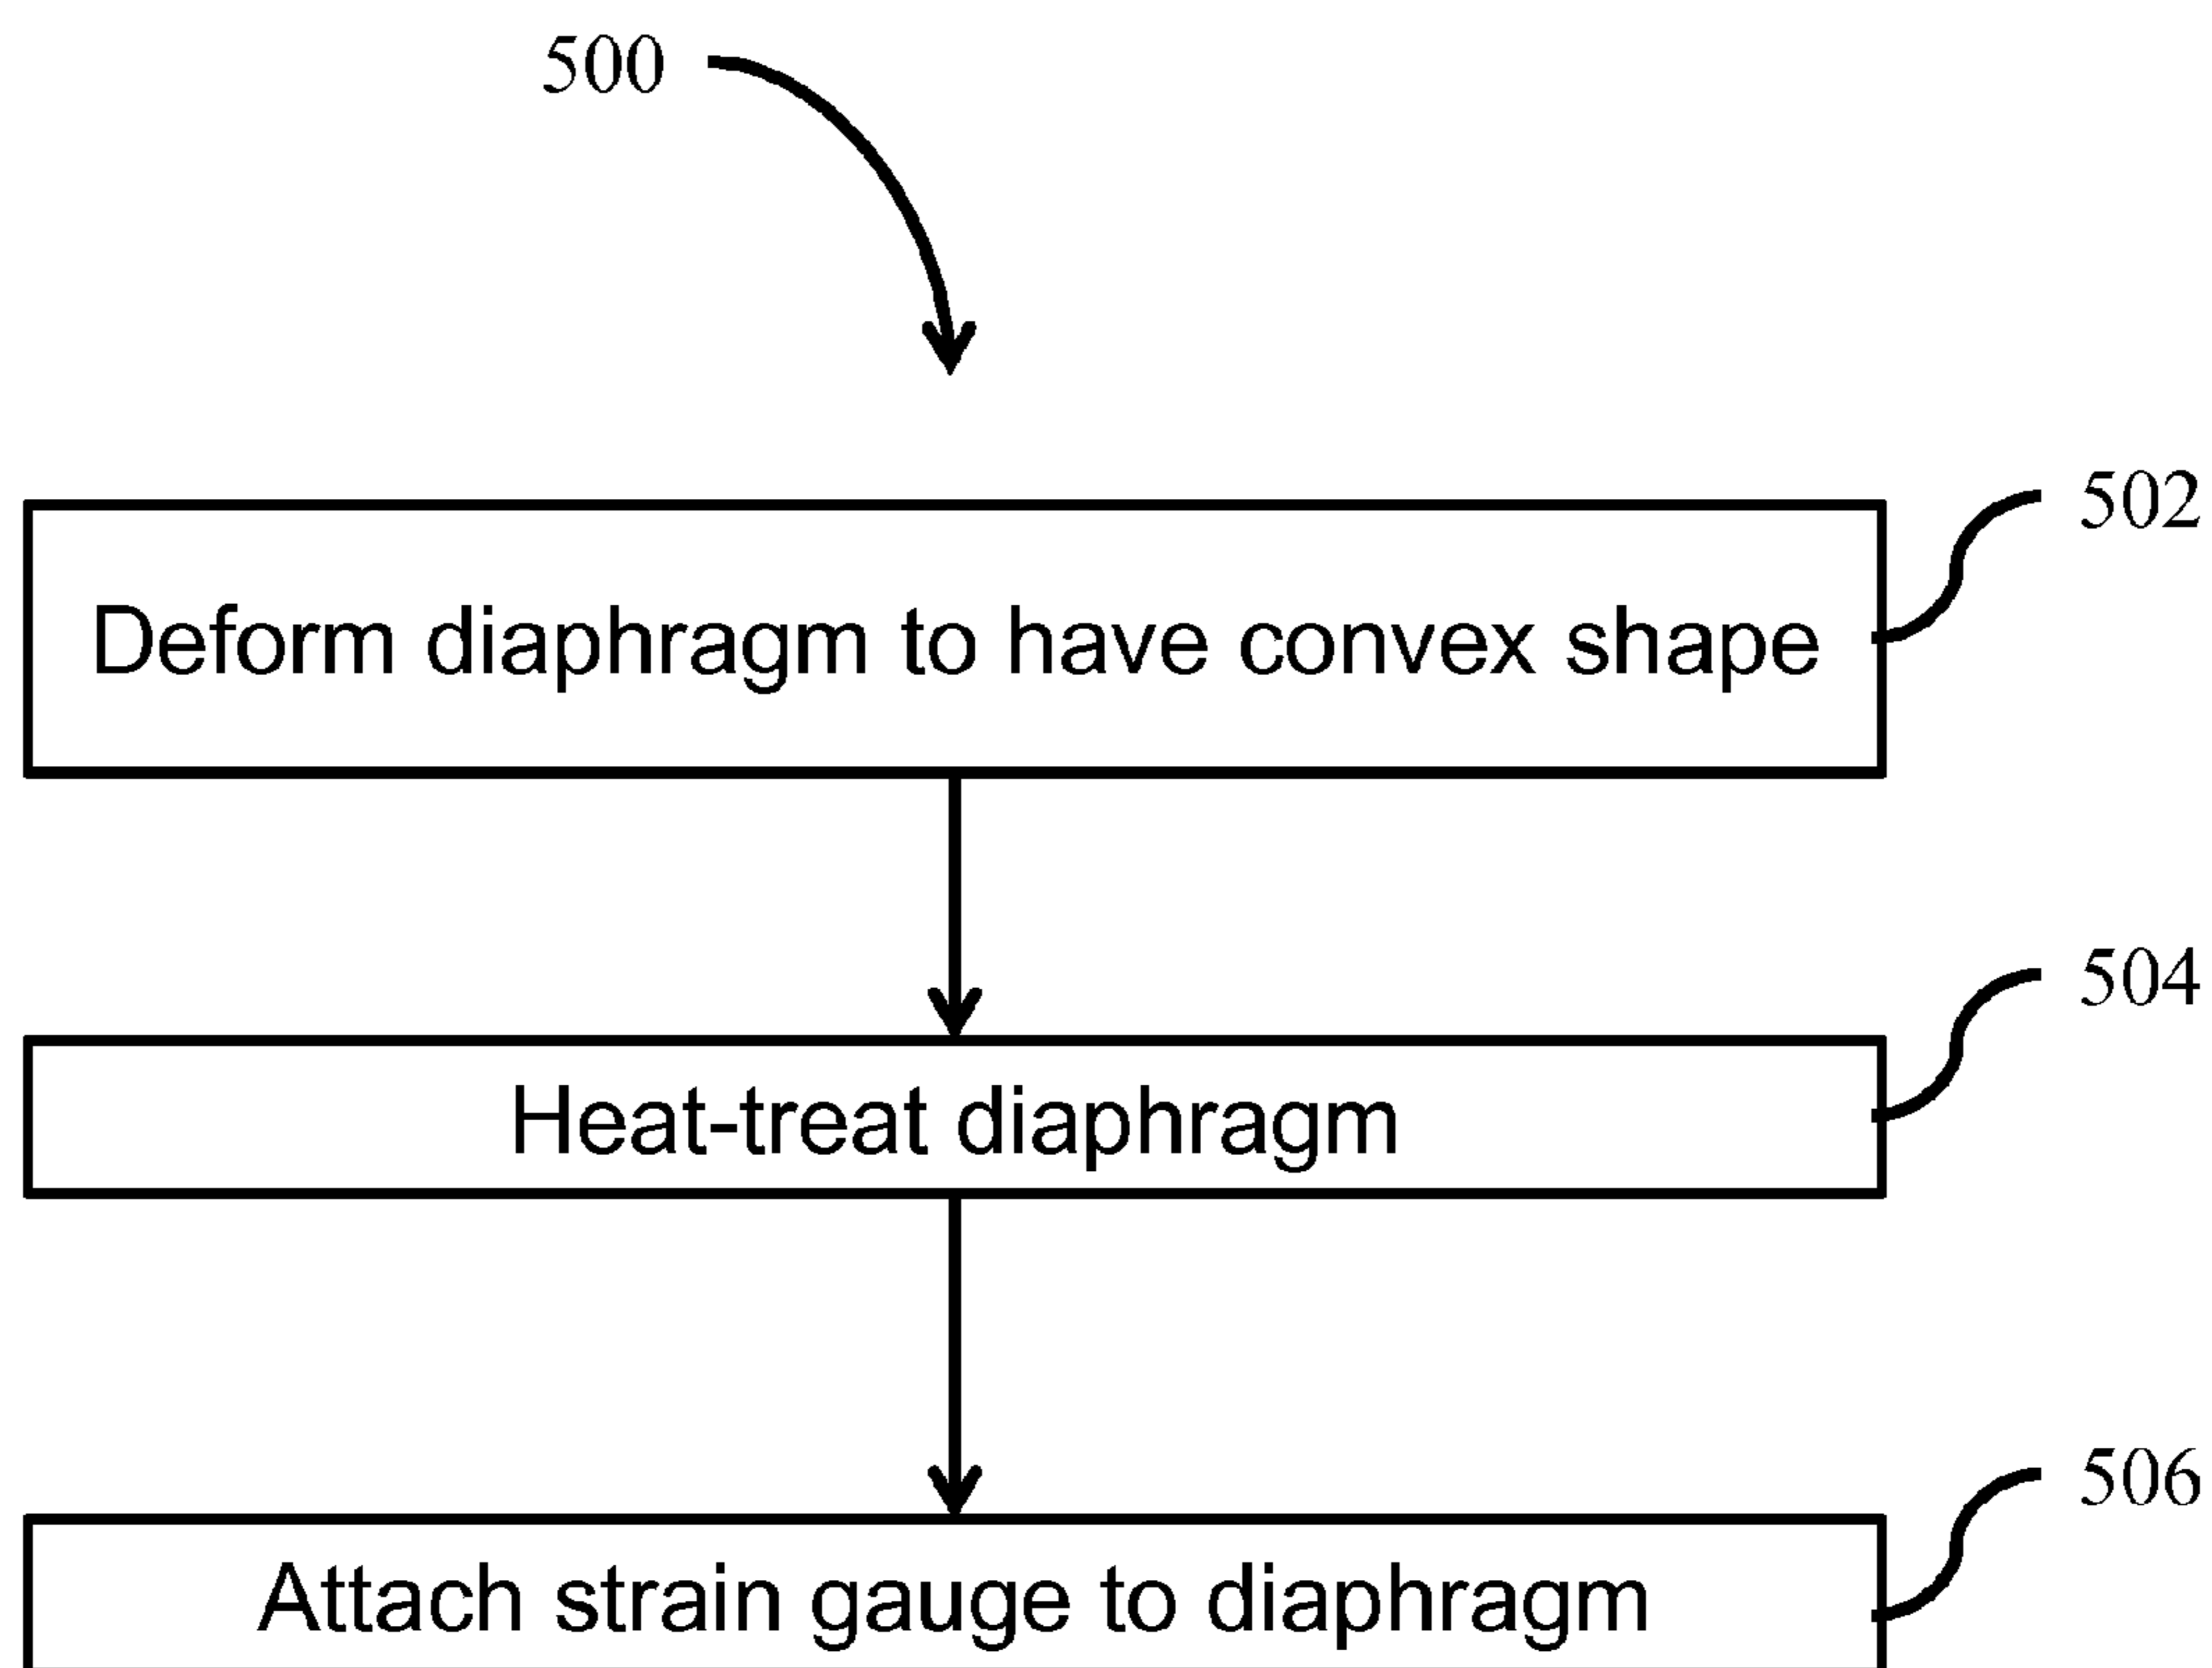 500
502
Deform diaphragm to have convex shape
504
Heat-treat diaphragm
506
Attach strain gauge to diaphragm